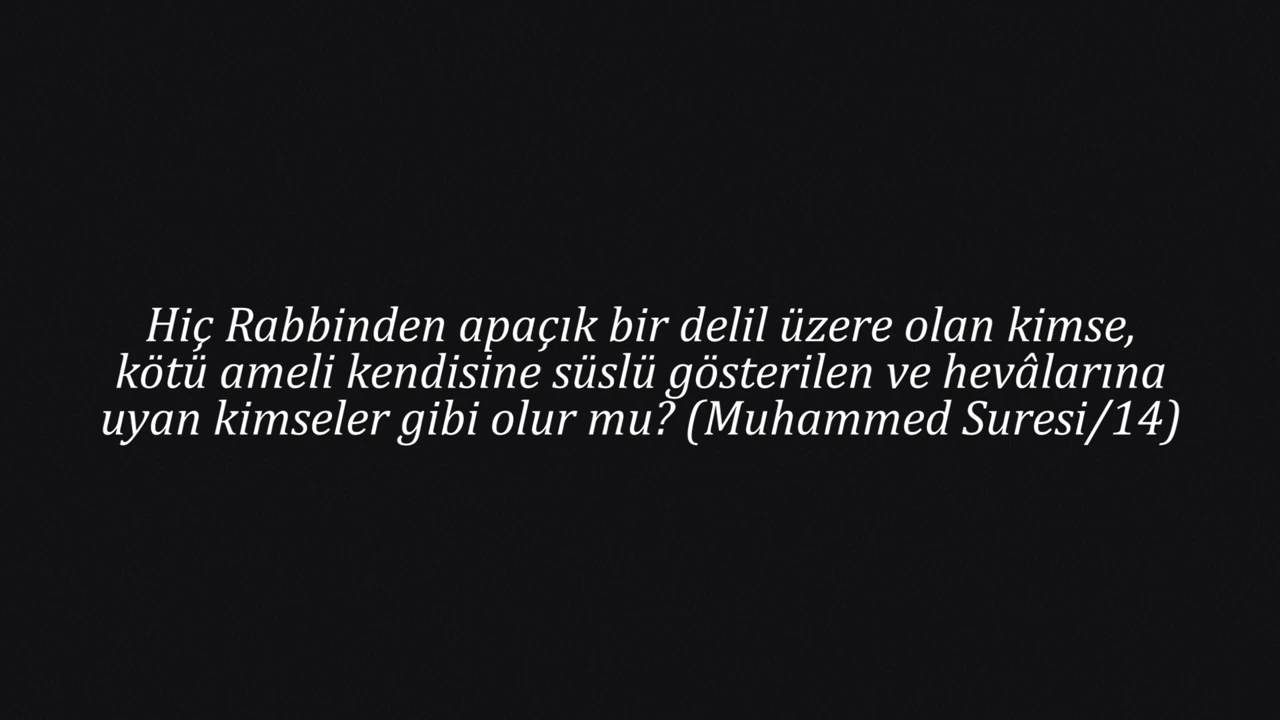 Hiç Rabbinden apaçık bir delil üzere olan kimse,
kötü ameli kendisine süslü gösterilen ve hevâlarına
uyan kimseler gibi olur mu? (Muhammed Suresi/14)